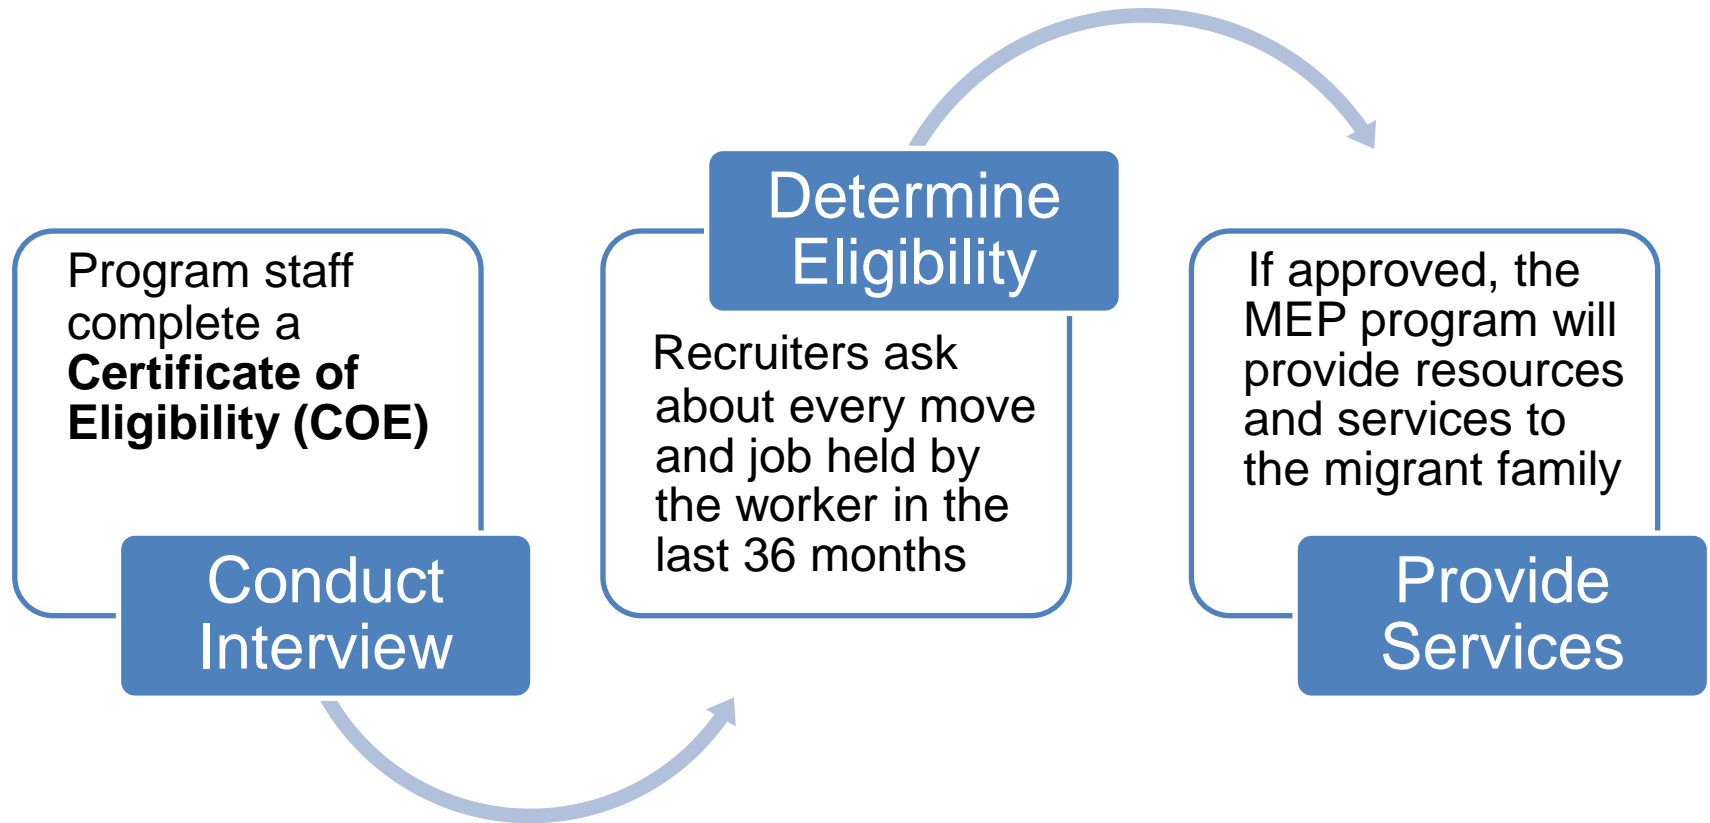 Program staff
complete a
Certificate of
Eligibility (COE)
Conduct
Interview
Determine
Eligibility
Recruiters ask
about every move
and job held by
the worker in the
last 36 months
If approved, the
MEP program will
provide resources
and services to
the migrant family
Provide
Services